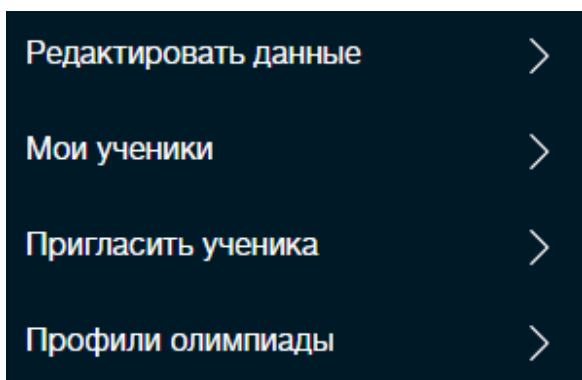 Редактировать данные
Мои ученики
Пригласить ученика
Профили олимпиады